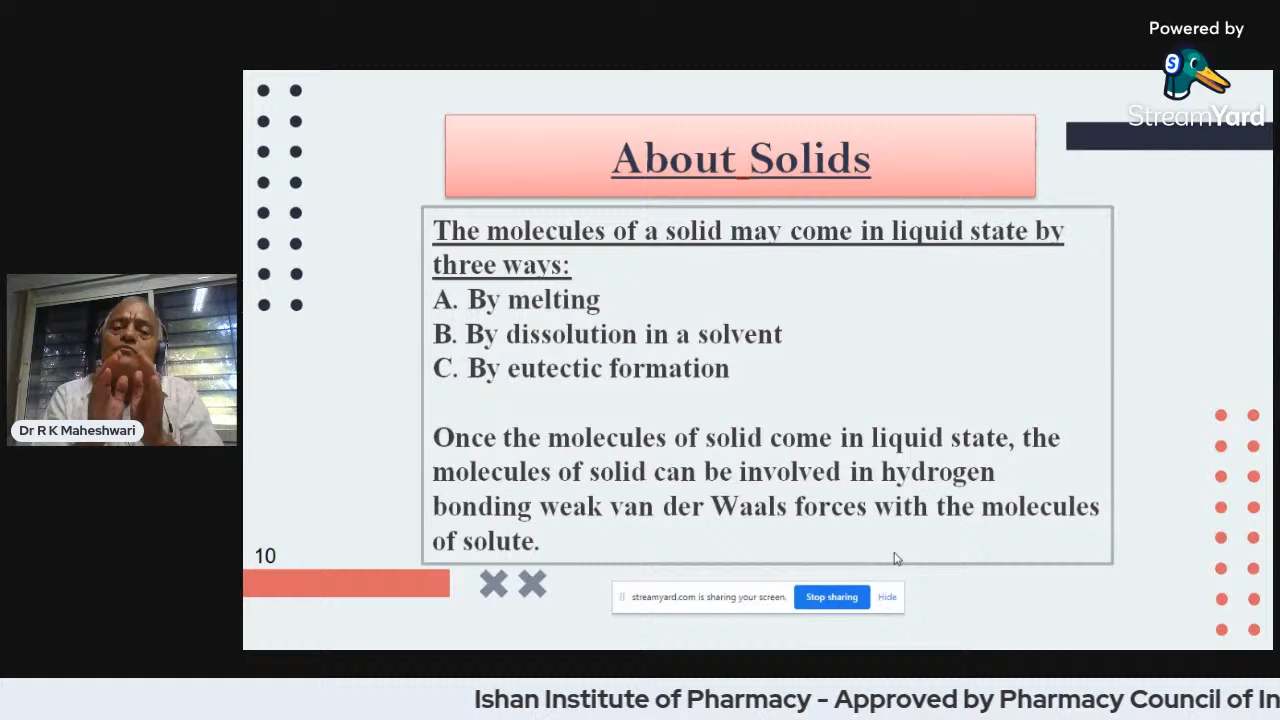 Powered by
S
StreamYard
About Solids
The molecules of a solid may come in liquid state by
three ways:
A. By melting
B. By dissolution in a solvent
C. By eutectic formation
Once the molecules of solid come in liquid state, the
molecules of solid can be involved in hydrogen
bonding weak van der Waals forces with the molecules
of solute.
Dr R K Maheshwari
10
streamyard.com is sharing your screen.
Stop sharing
Hide
Ishan Institute of Pharmacy - Approved by Pharmacy Council of In